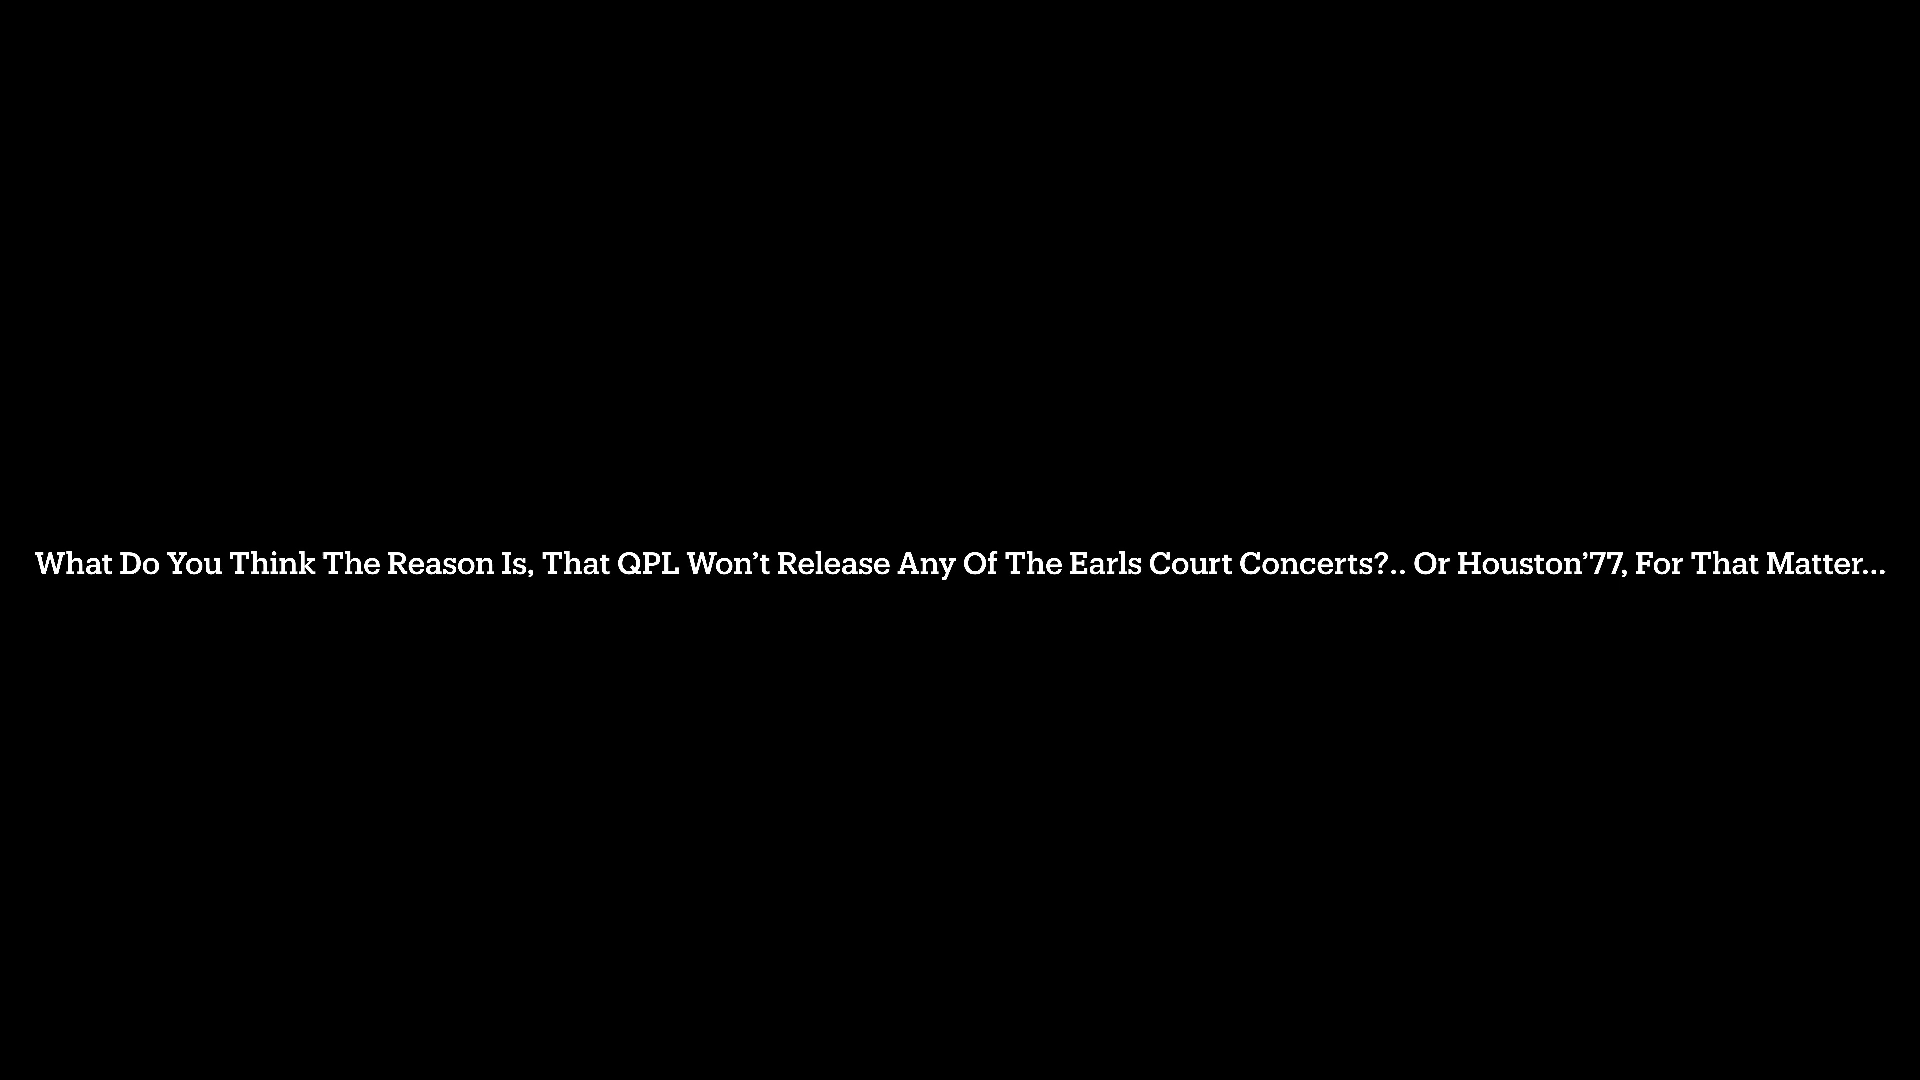 What Do You Think The Reason Is, That QPL Won’t Release Any Of The Earls Court Concerts?.. Or Houston’77, For That Matter...